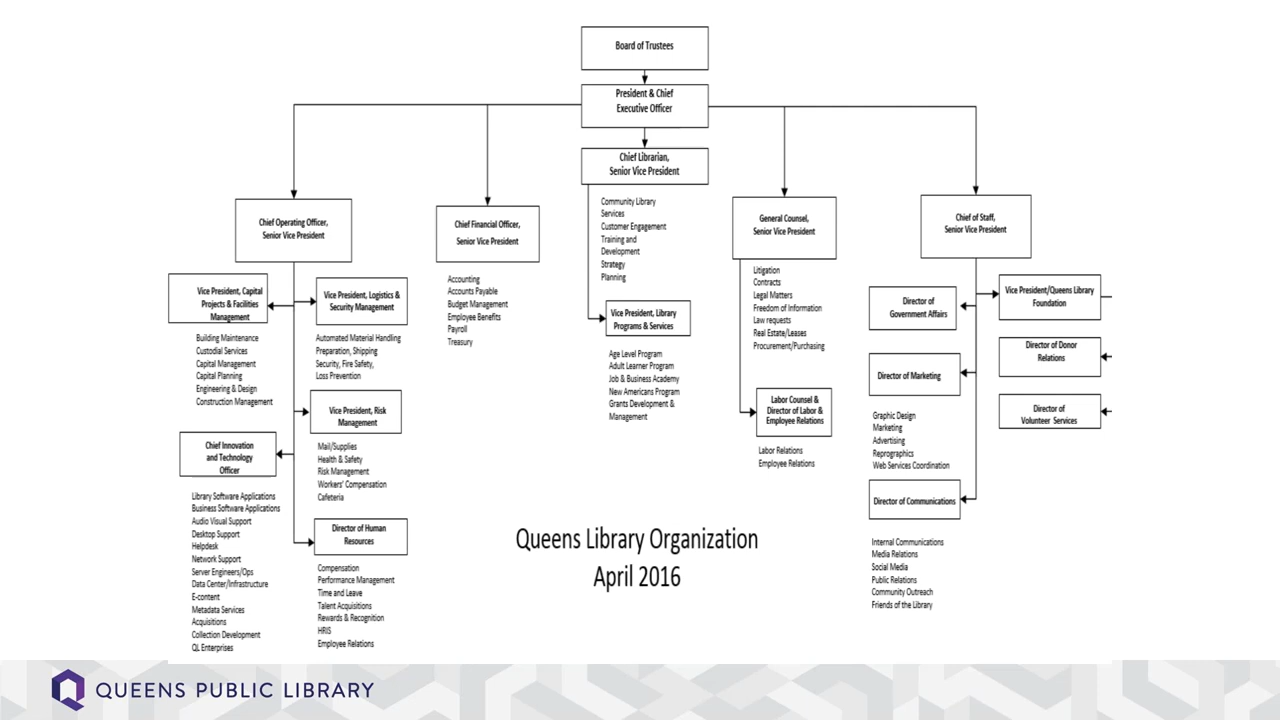 Board of Trustees
President & Chief
Executive Officer
Chief Librarian,
Senior Vice President
Community Library
Services
Customer Engagement
Training and
Development
Strategy
Planning
Vice President, Library
Programs & Services
Age Level Program
Adult Learner Program
Job & Business Academy
New Americans Program
Grants Development &
Management
Chief Operating Officer,
Senior Vice President
Vice President, Capital
Projects & Facilities
Management
Building Maintenance
Custodial Services
Capital Management
Capital Planning
Engineering & Design
Construction Management
Chief Innovation
and Technology
Officer
Library Software Applications
Business Software Applications
Audio Visual Support
Desktop Support
Helpdesk
Network Support
Server Engineers/Ops
Data Center/Infrastructure
E-content
Metadata Services
Acquisitions
Collection Development
QL Enterprises
Vice President, Logistics &
Security Management
Automated Material Handling
Preparation, Shipping
Security, Fire Safety,
Loss Prevention
Vice President, Risk
Management
Mail/Supplies
Health & Safety
Risk Management
Workers' Compensation
Cafeteria
Director of Human
Resources
Compensation
Performance Management
Time and Leave
Talent Acquisitions
Rewards & Recognition
HRIS
Employee Relations
Chief Financial Officer,
Senior Vice President
Accounting
Accounts Payable
Budget Management
Employee Benefits
Payroll
Treasury
General Counsel,
Senior Vice President
Litigation
Contracts
Legal Matters
Freedom of Information
Law requests
Real Estate/Leases
Procurement/Purchasing
Labor Counsel &
Director of Labor &
Employee Relations
Labor Relations
Employee Relations
Chief of Staff,
Senior Vice President
Director of
Government Affairs
Director of Marketing
Graphic Design
Marketing
Advertising
Reprographics
Web Services Coordination
Director of Communications
Internal Communications
Media Relations
Social Media
Public Relations
Community Outreach
Friends of the Library
Vice President/Queens Library
Foundation
Director of Donor
Relations
Director of
Volunteer Services
Queens Library Organization
April 2016
QUEENS PUBLIC LIBRARY